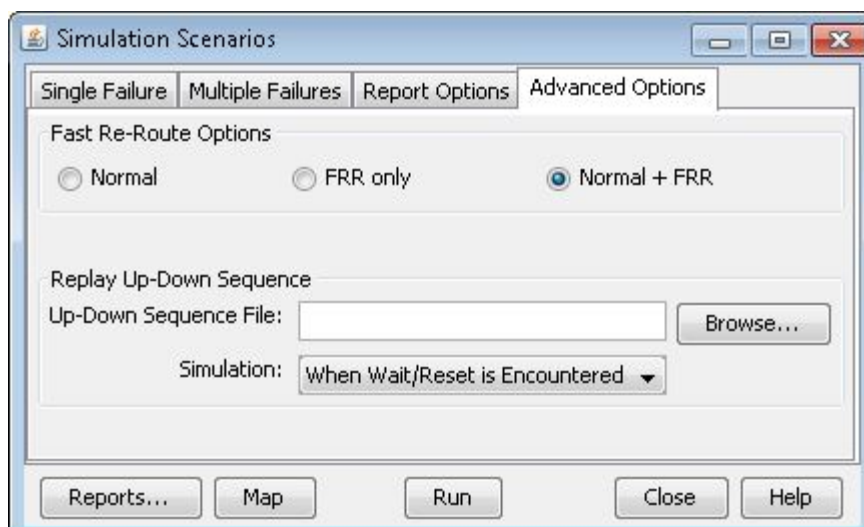 Simulation Scenarios
Single Failure Multiple Failures Report Options Advanced Options
Fast Re-Route Options
Normal FRR only Normal + FRR
Replay Up-Down Sequence
Up-Down Sequence File: Browse...
Simulation: When Wait/Reset is Encountered
Reports... Map Run Close Help